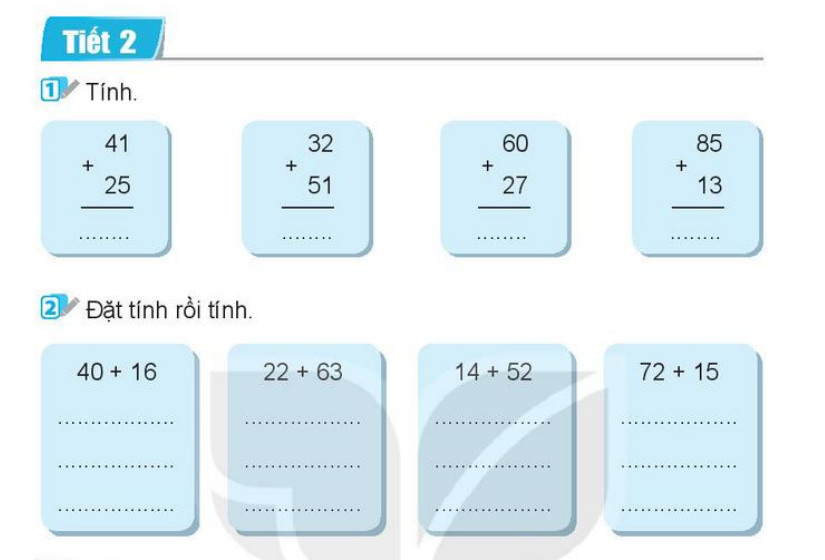 Tiết 2
1 Tính.
41 32 60 85
+ + + +
25 51 27 13
........ ........ ........ ........
2 Đặt tính rồi tính.
40 + 16 22 + 63 14 + 52 72 + 15
.................. .................. .................. ..................
.................. .................. .................. ..................
.................. .................. .................. ..................